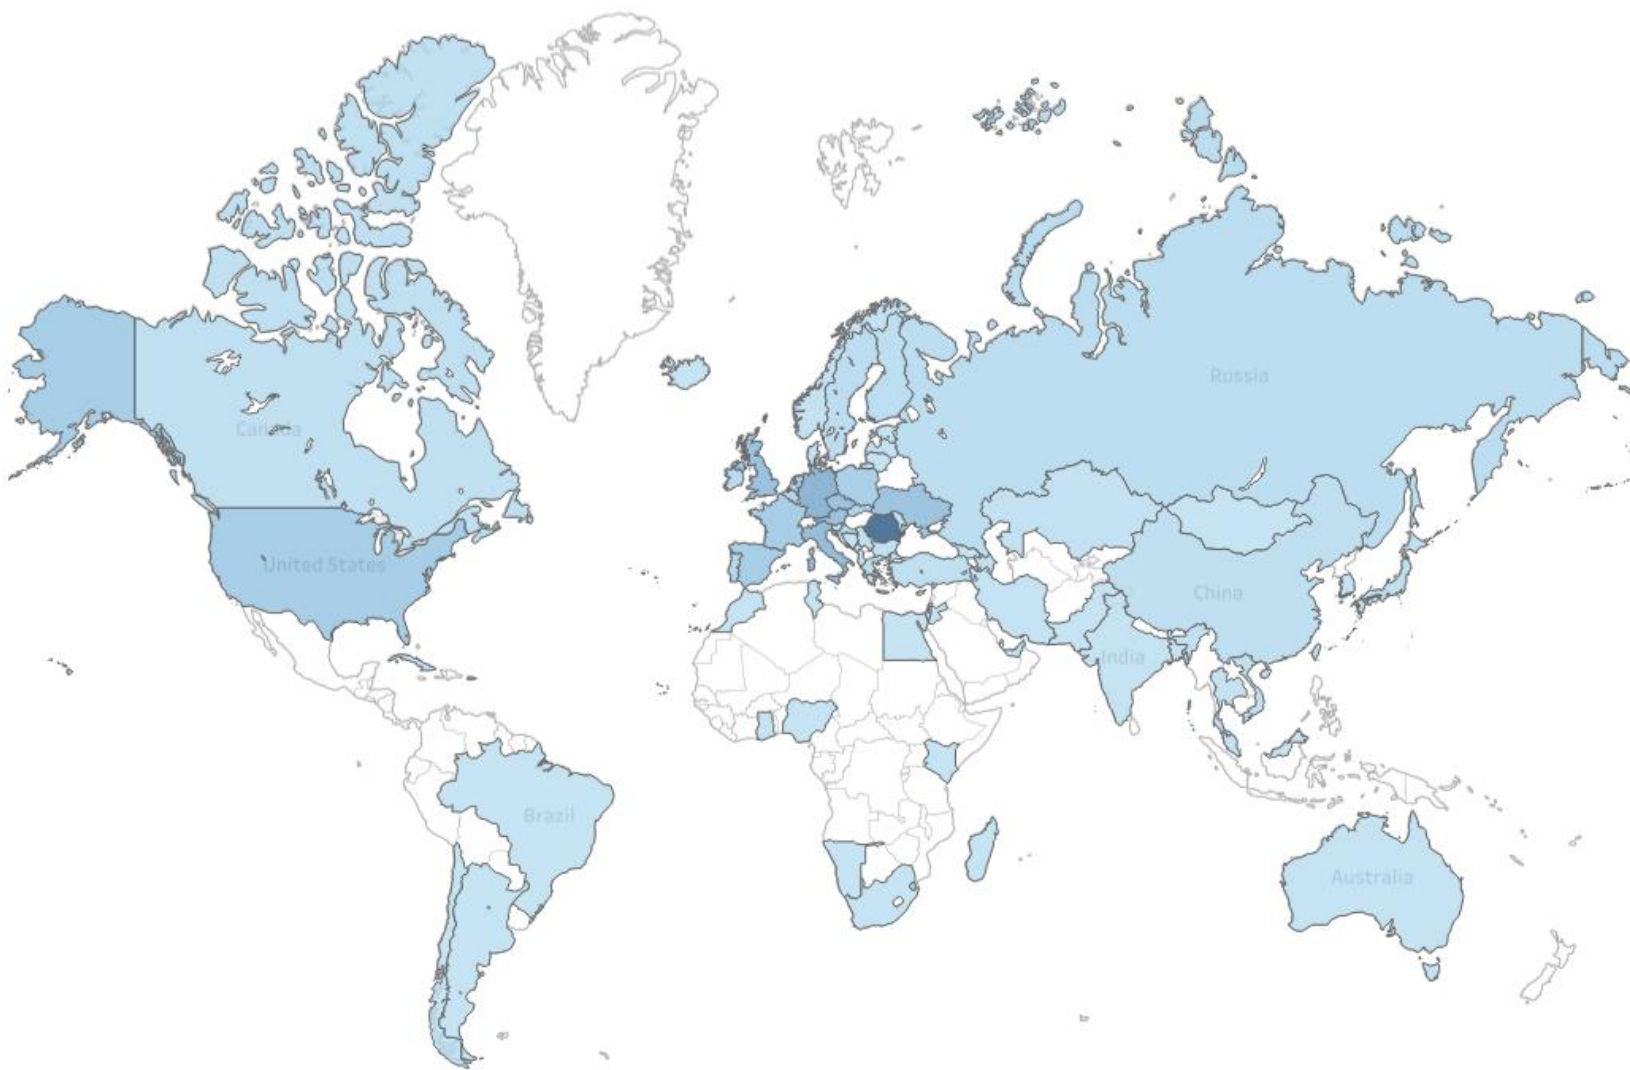 Russia
Canada
United States
China
India
Brazil
Australia